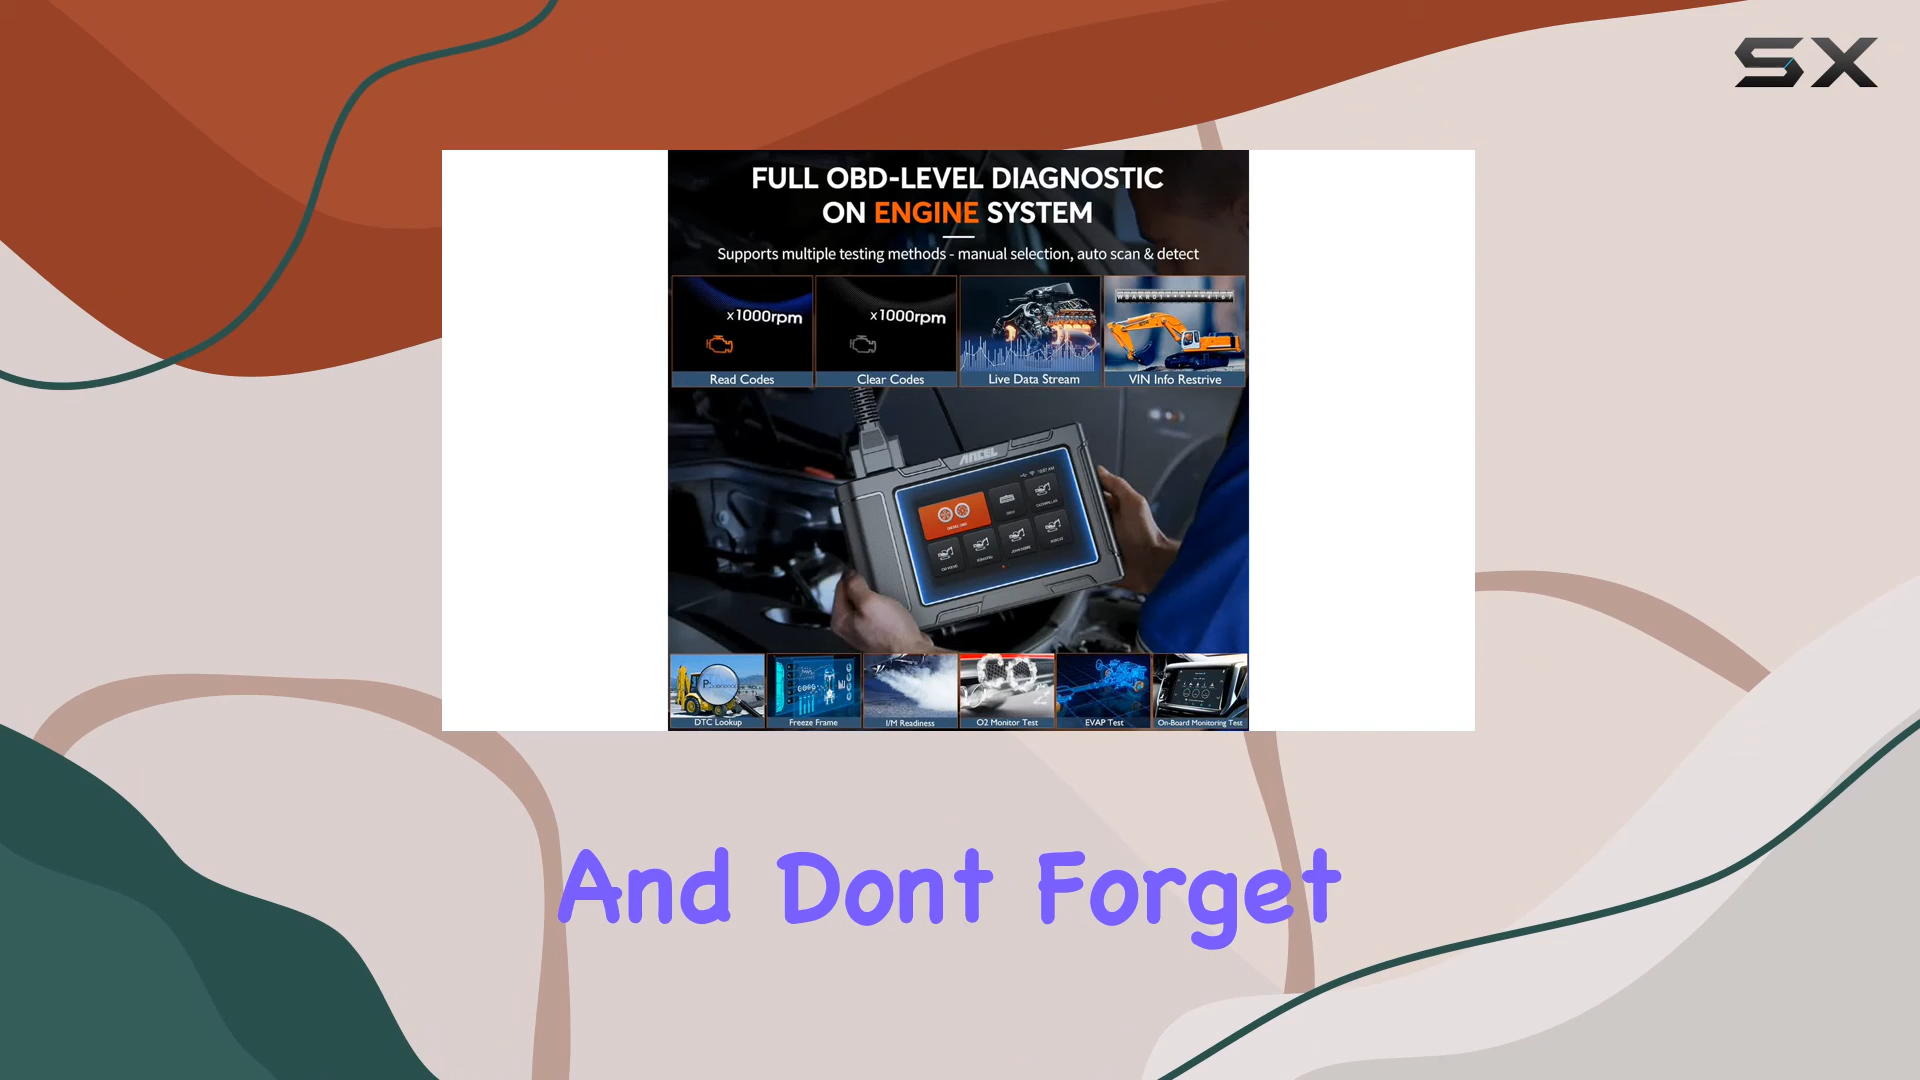 SX
FULL OBD-LEVEL DIAGNOSTIC
ON ENGINE SYSTEM
Supports multiple testing methods - manual selection, auto scan & detect
x1000rpm
x1000rpm
Read Codes
Clear Codes
Live Data Stream
VIN Info Restrive
ANCEL
DTC Lookup
Freeze Frame
I/M Readiness
O2 Monitor Test
EVAP Test
On-Board Monitoring Test
And Dont Forget